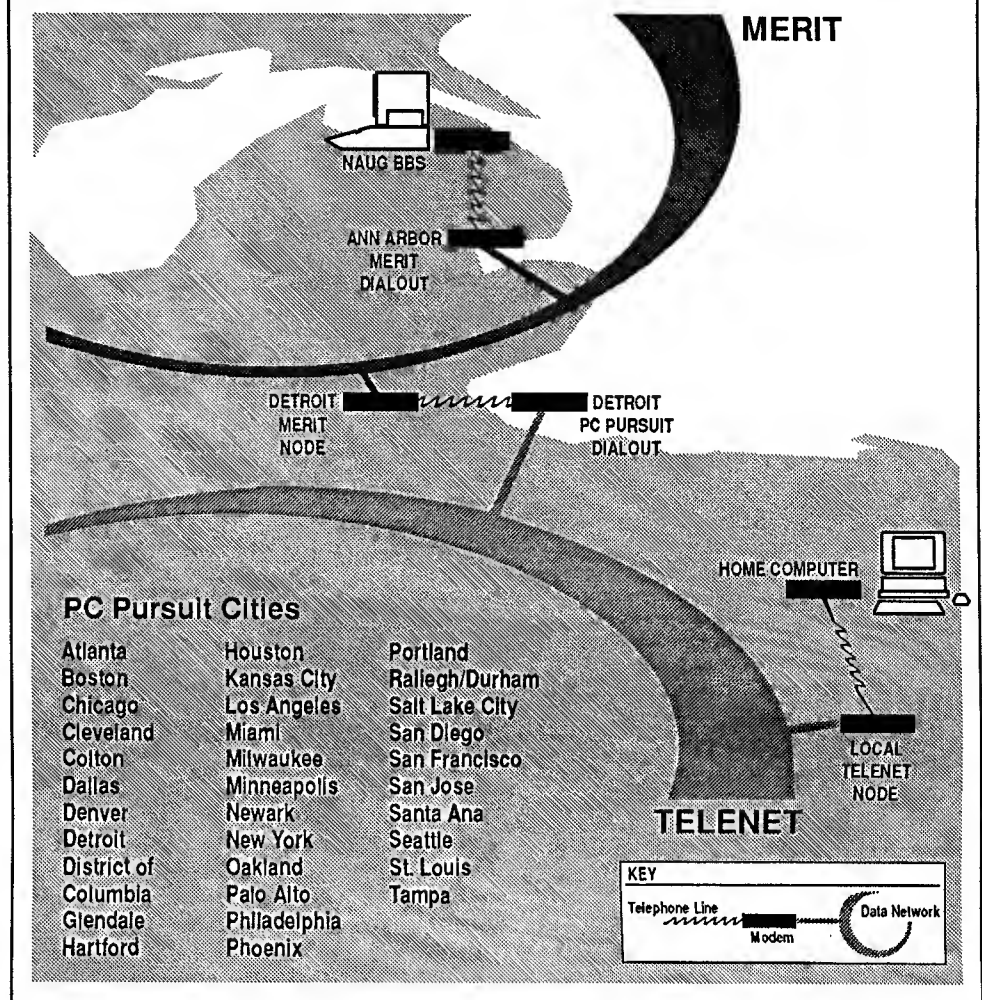 MERIT
NAUG BBS
ANN ARBOR
MERIT
DIALOUT
DETROIT
MERIT
NODE
DETROIT
PC PURSUIT
DIALOUT
HOME COMPUTER
LOCAL
TELENET
NODE
TELENET
PC Pursuit Cities
Atlanta
Boston
Chicago
Cleveland
Colton
Dallas
Denver
Detroit
District of
Columbia
Glendale
Hartford
Houston
Kansas City
Los Angeles
Miami
Milwaukee
Minneapolis
Newark
New York
Oakland
Palo Alto
Philadelphia
Phoenix
Portland
Raliegh/Durham
Salt Lake City
San Diego
San Francisco
San Jose
Santa Ana
Seattle
St. Louis
Tampa
KEY
Telephone Line
Modem
Data Network